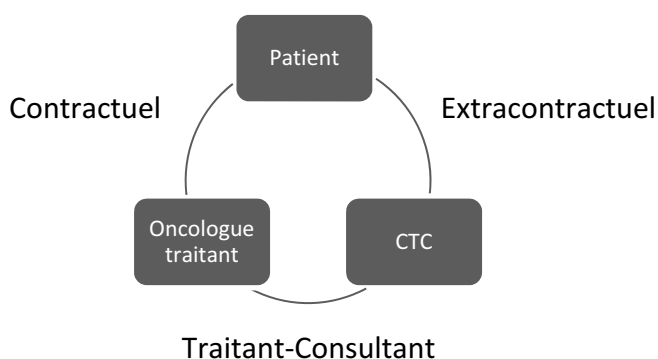 Patient
Contractuel
Extracontractuel
Oncologue
traitant
CTC
Traitant-Consultant